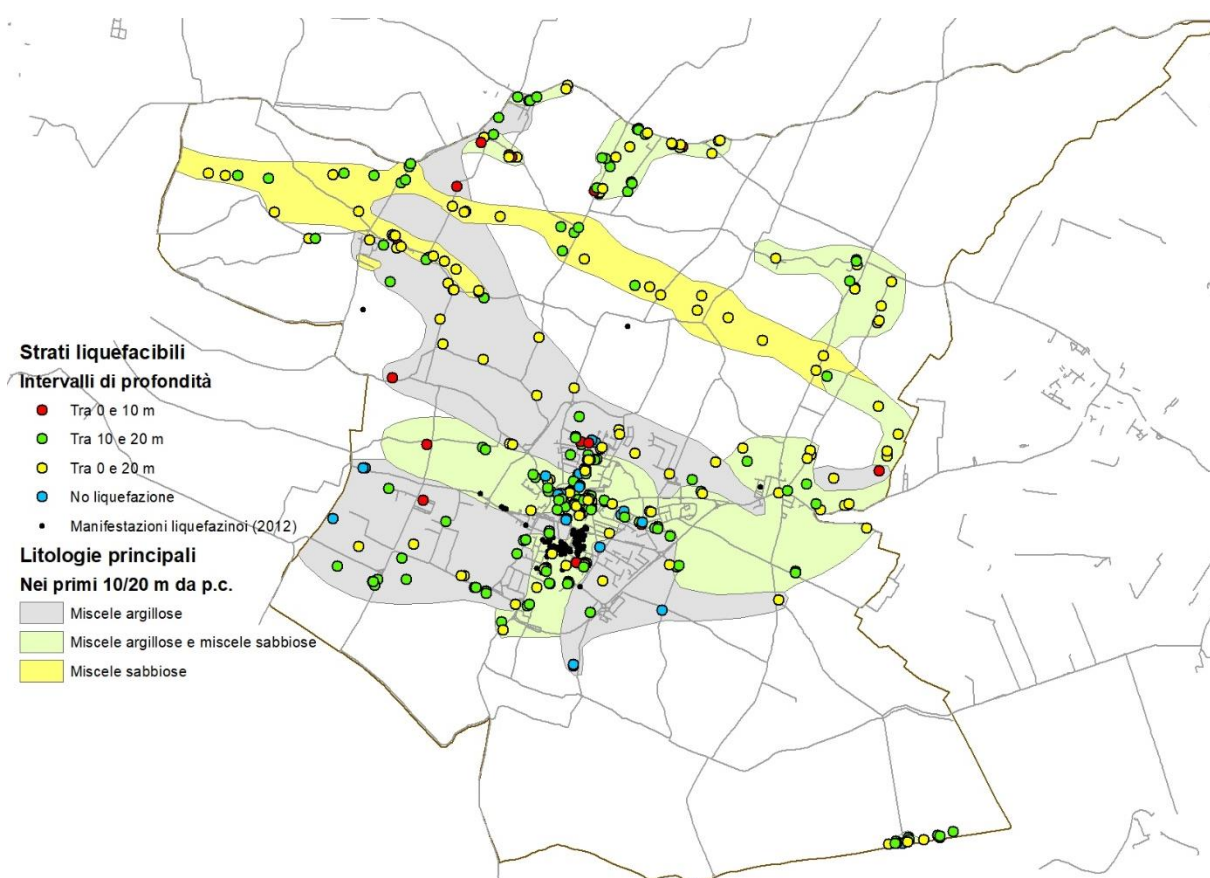 Strati liquefacibili
Intervalli di profondità
Tra 0 e 10 m
Tra 10 e 20 m
Tra 0 e 20 m
No liquefazione
Manifestazioni liquefazinoi (2012)
Litologie principali
Nei primi 10/20 m da p.c.
Miscele argillose
Miscele argillose e miscele sabbiose
Miscele sabbiose